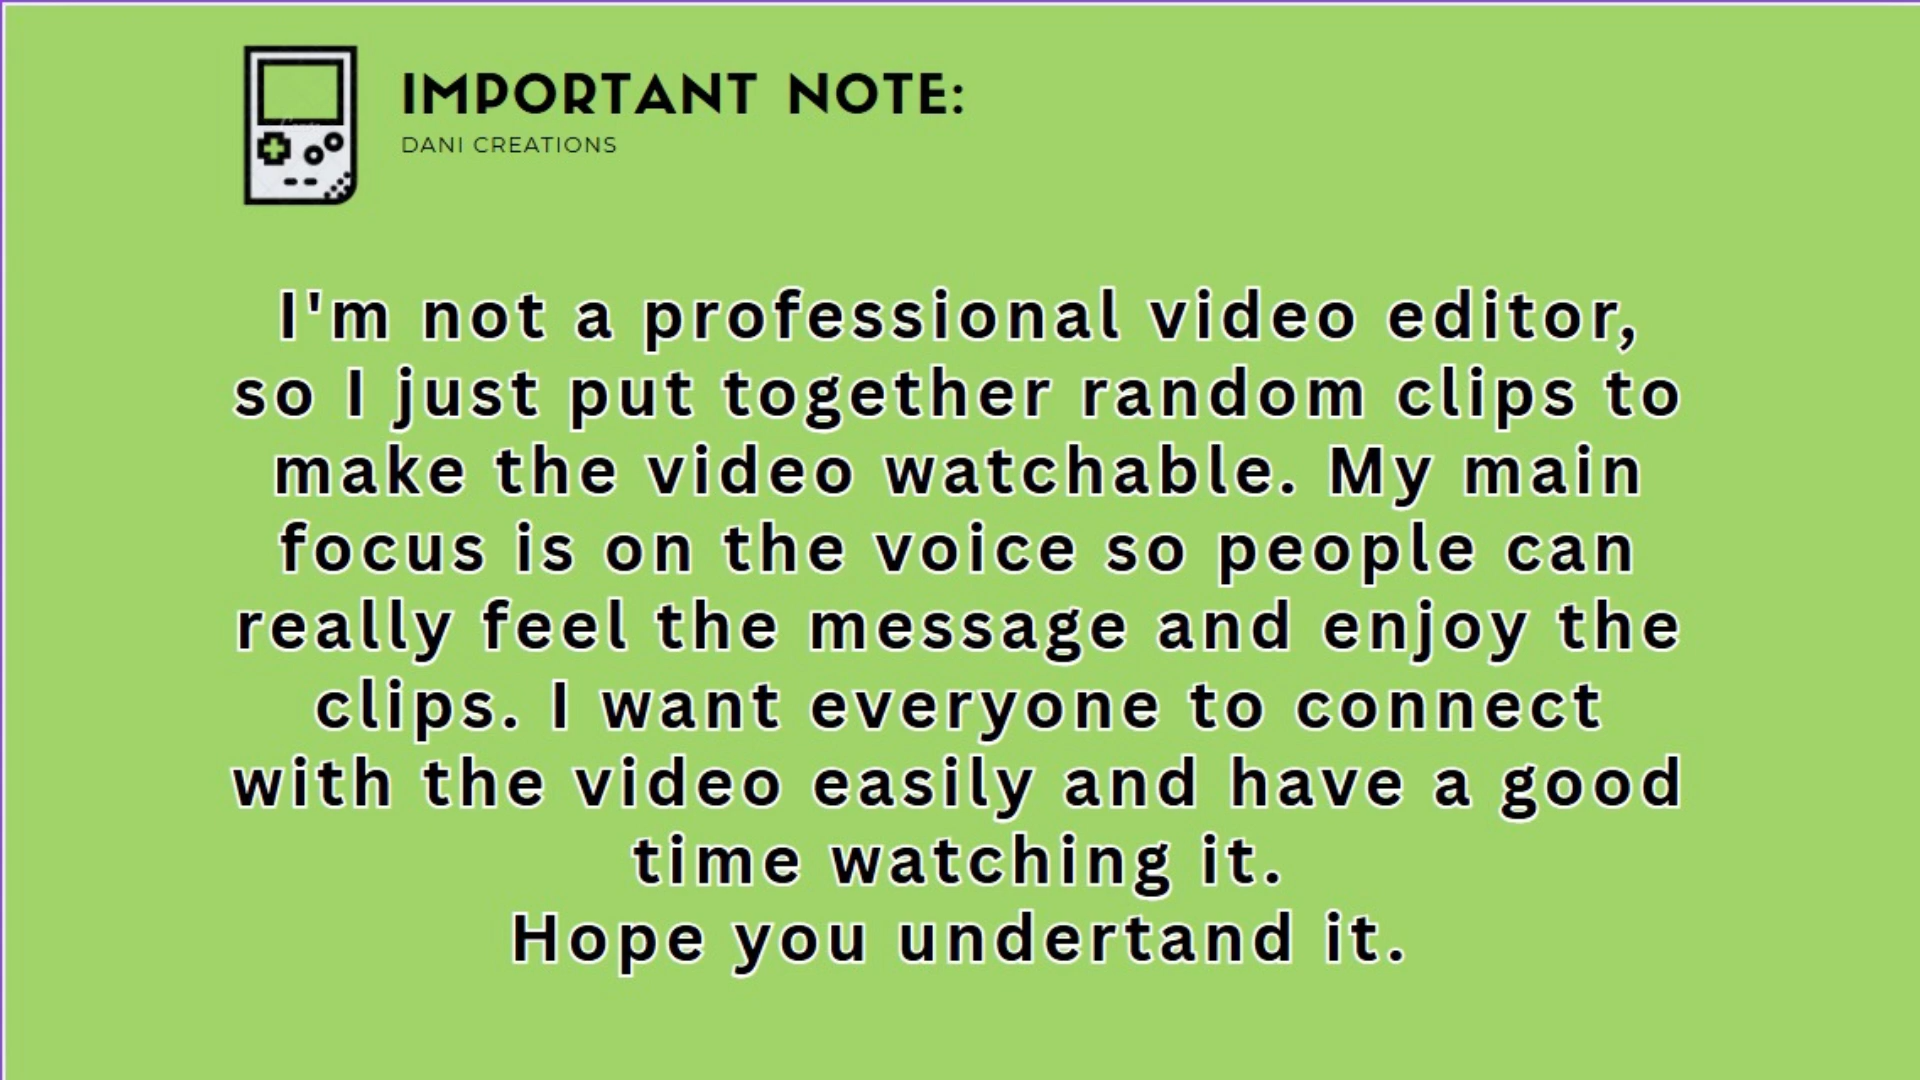 IMPORTANT NOTE:
DANI CREATIONS
I'm not a professional video editor,
so I just put together random clips to
make the video watchable. My main
focus is on the voice so people can
really feel the message and enjoy the
clips. I want everyone to connect
with the video easily and have a good
time watching it.
Hope you undertand it.